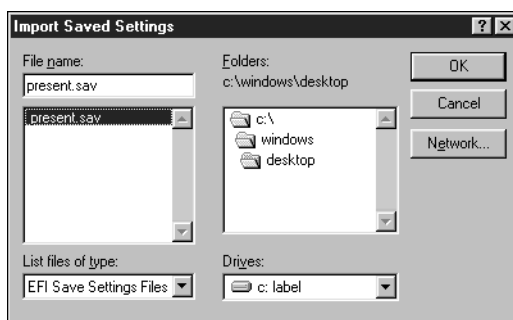 Import Saved Settings
File name:
present.sav
present.sav
List files of type:
EFI Save Settings Files
Folders:
c:\windows\desktop
c:\
windows
desktop
Drives:
c: label
OK
Cancel
Network...